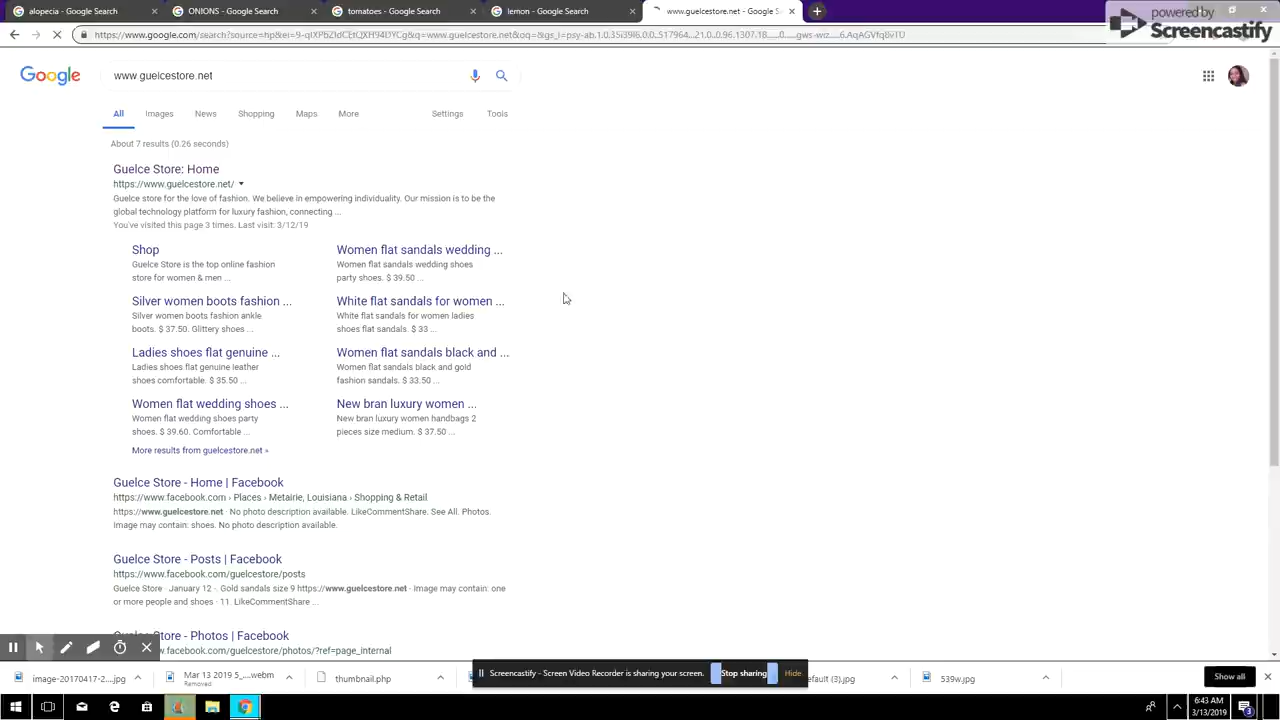 alopecia - Google Search
ONIONS - Google Search
tomatoes - Google Search
lemon - Google Search
www.guelcestore.net - Google S
powered by
Screencastify
Google
www.guelcestore.net
All Images News Shopping Maps More Settings Tools
About 7 results (0.26 seconds)
Guelce Store: Home
https://www.guelcestore.net/
Guelce store for the love of fashion. We believe in empowering individuality. Our mission is to be the
global technology platform for luxury fashion, connecting ...
You've visited this page 3 times. Last visit: 3/12/19
Shop
Guelce Store is the top online fashion
store for women & men ...
Women flat sandals wedding ...
Women flat sandals wedding shoes
party shoes. $ 39.50 ...
Silver women boots fashion ...
Silver women boots fashion ankle
boots. $ 37.50. Glittery shoes ...
White flat sandals for women ...
White flat sandals for women ladies
shoes flat sandals. $ 33 ...
Ladies shoes flat genuine ...
Ladies shoes flat genuine leather
shoes comfortable. $ 35.50 ...
Women flat sandals black and ...
Women flat sandals black and gold
fashion sandals. $ 33.50 ...
Women flat wedding shoes ...
Women flat wedding shoes party
shoes. $ 39.60. Comfortable ...
New bran luxury women ...
New bran luxury women handbags 2
pieces size medium. $ 37.50 ...
More results from guelcestore.net »
Guelce Store - Home | Facebook
https://www.facebook.com › Places › Metairie, Louisiana › Shopping & Retail
https://www.guelcestore.net · No photo description available. LikeCommentShare. See All. Photos.
Image may contain: shoes. No photo description available.
Guelce Store - Posts | Facebook
https://www.facebook.com/guelcestore/posts
Guelce Store · January 12 ·. Gold sandals size 9 https://www.guelcestore.net · Image may contain: one
or more people and shoes · 11. LikeCommentShare ...
Store - Photos | Facebook
facebook.com/guelcestore/photos/?ref=page_internal
Screencastify - Screen Video Recorder is sharing your screen.
Stop sharing
Hide
image-20170417-2....jpg
Mar 13 2019 5_....webm
Removed
thumbnail.php
efault (3).jpg
539w.jpg
Show all
6:43 AM
3/13/2019
3